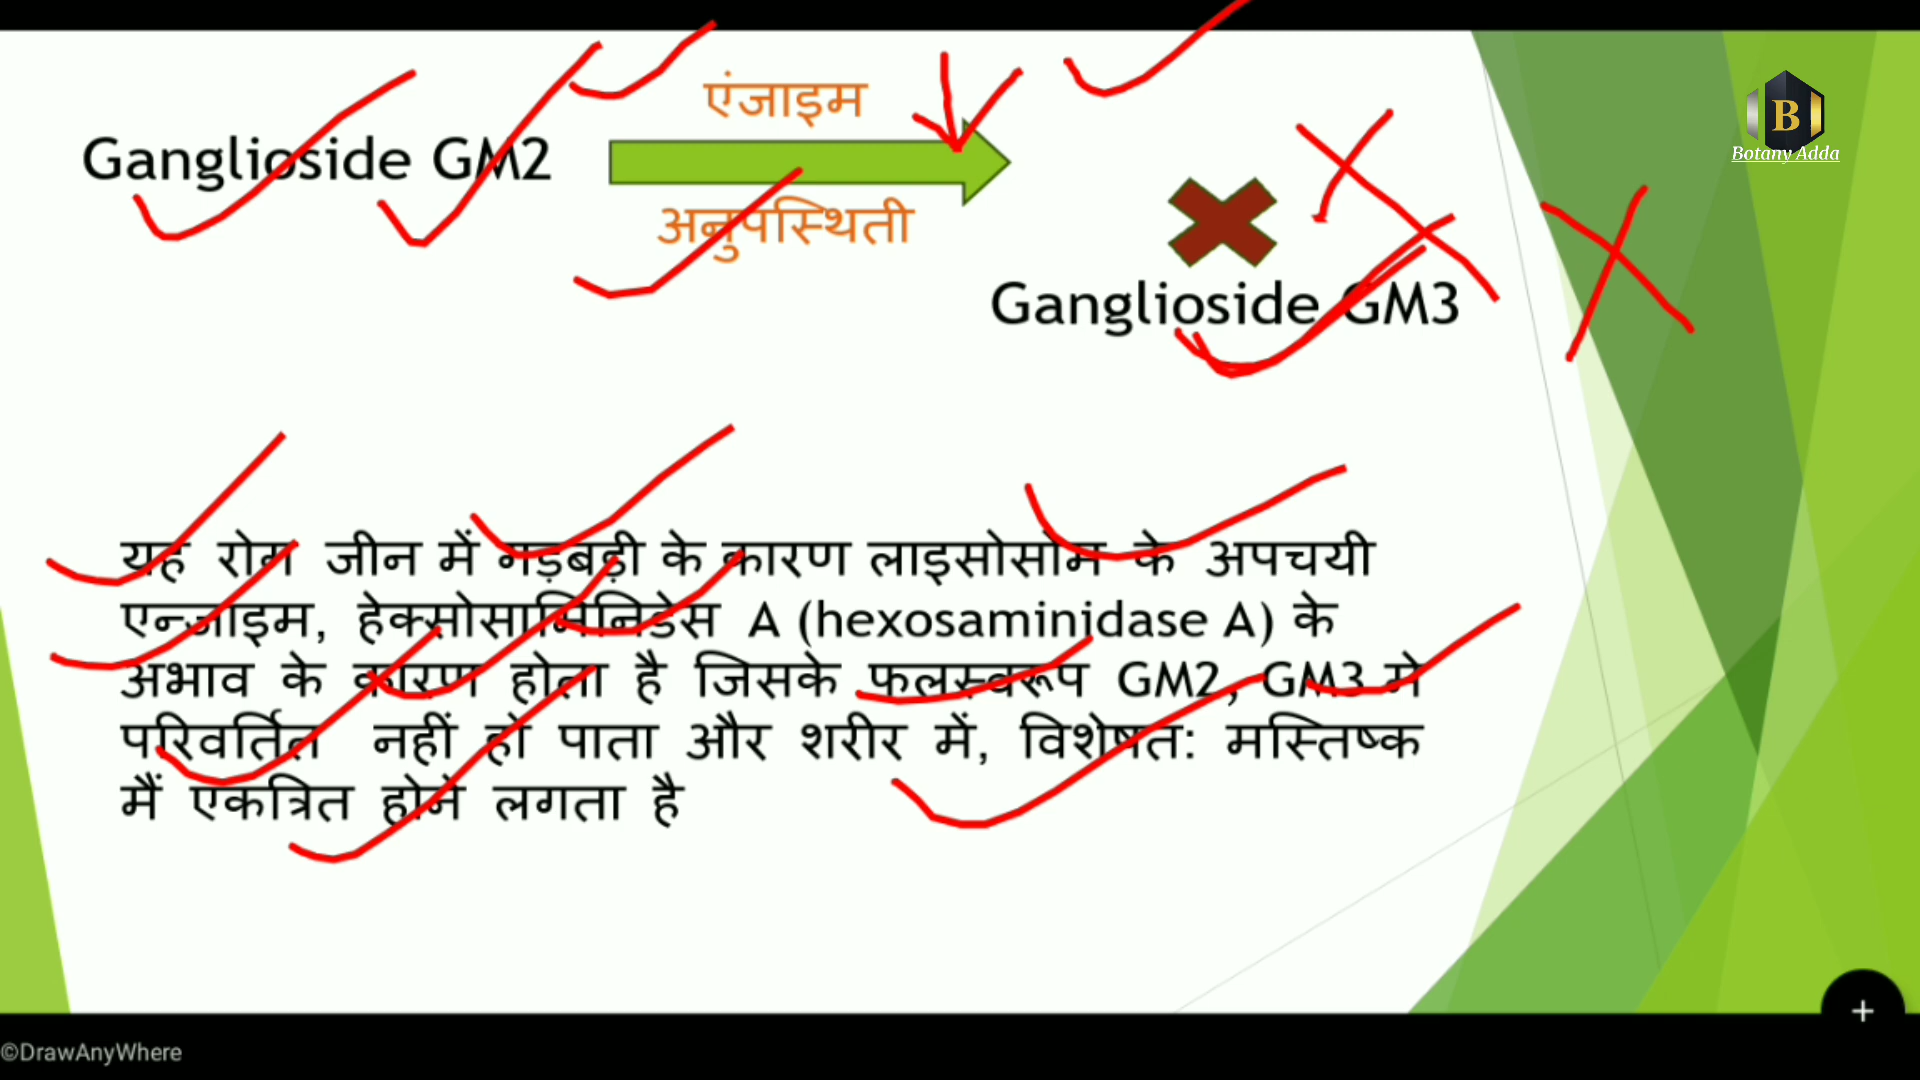 एंजाइम
Ganglioside GM2
अनुपस्थिती
Ganglioside GM3
B
Botany Adda
यह रोग जीन में गड़बड़ी के कारण लाइसोसोम के अपचयी
एन्जाइम, हेक्सोसामिनिडेस A (hexosaminidase A) के
अभाव के कारण होता है जिसके फलस्वरूप GM2, GM3 मे
परिवर्तित नहीं हो पाता और शरीर में, विशेषत: मस्तिष्क
मैं एकत्रित होने लगता है
©DrawAnyWhere